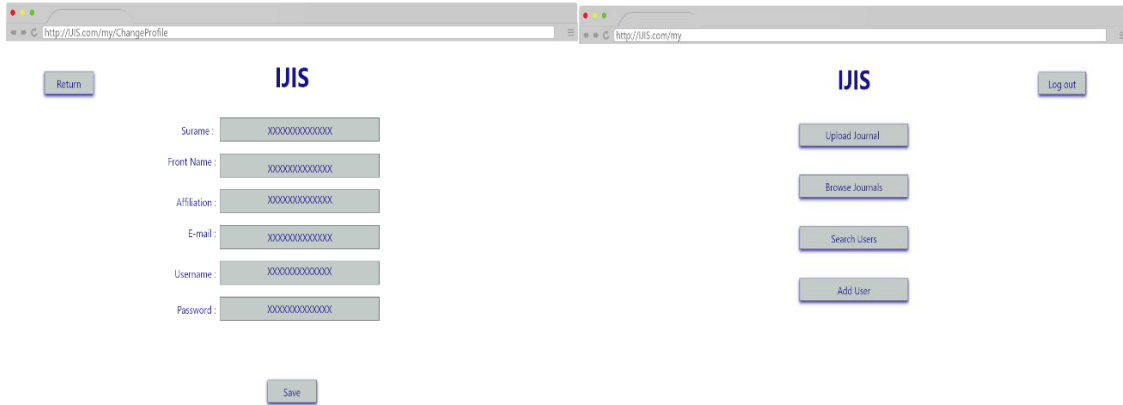 http://IJIS.com/my/ChangeProfile
Return
IJIS
Surame :
XXXXXXXXXXXXX
Front Name :
XXXXXXXXXXXXX
Affiliation :
XXXXXXXXXXXXX
E-mail :
XXXXXXXXXXXXX
Username :
XXXXXXXXXXXXX
Password :
XXXXXXXXXXXXX
Save
http://IJIS.com/my
IJIS
Log out
Upload Journal
Browse Journals
Search Users
Add User